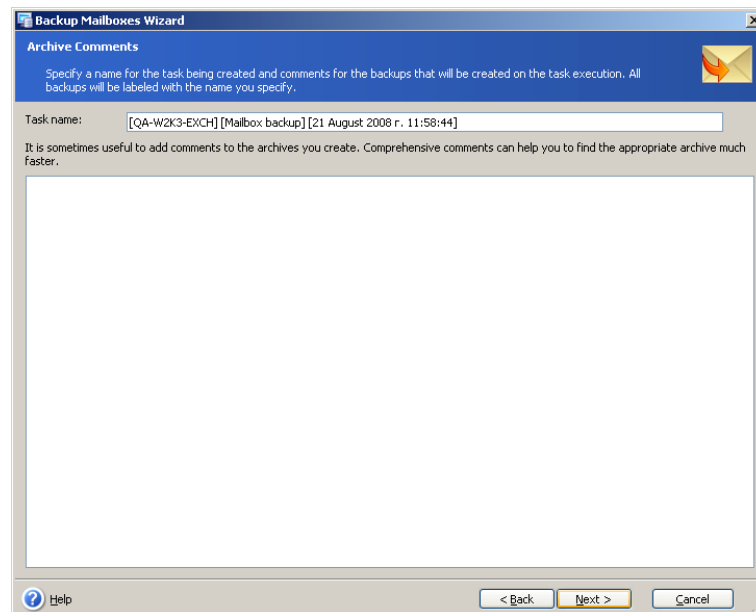 Backup Mailboxes Wizard
Archive Comments
Specify a name for the task being created and comments for the backups that will be created on the task execution. All
backups will be labeled with the name you specify.
Task name: [QA-W2K3-EXCH] [Mailbox backup] [21 August 2008 г. 11:58:44]
It is sometimes useful to add comments to the archives you create. Comprehensive comments can help you to find the appropriate archive much
faster.
Help < Back Next > Cancel